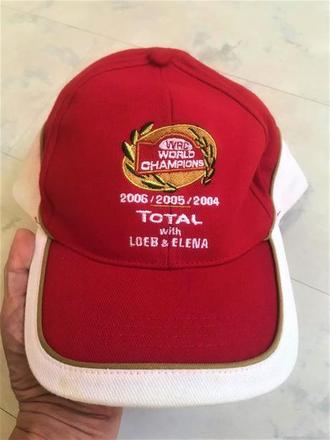 WRC
WORLD
CHAMPIONS
2006/2005/2004
TOTAL
with
LOEB & ELENA